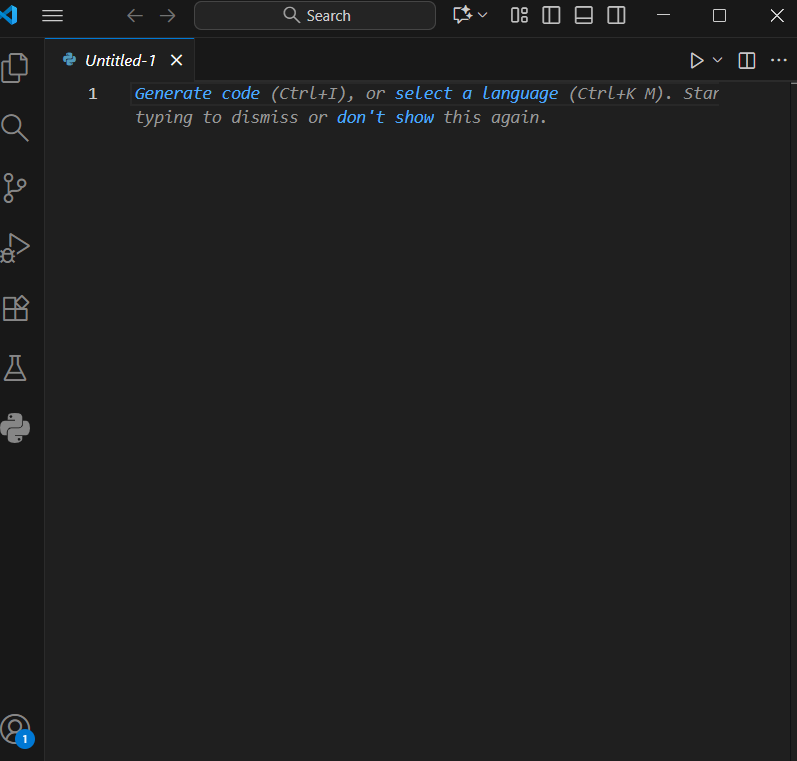 Search
Untitled-1
1 Generate code (Ctrl+I), or select a language (Ctrl+K M). Star
typing to dismiss or don't show this again.
1